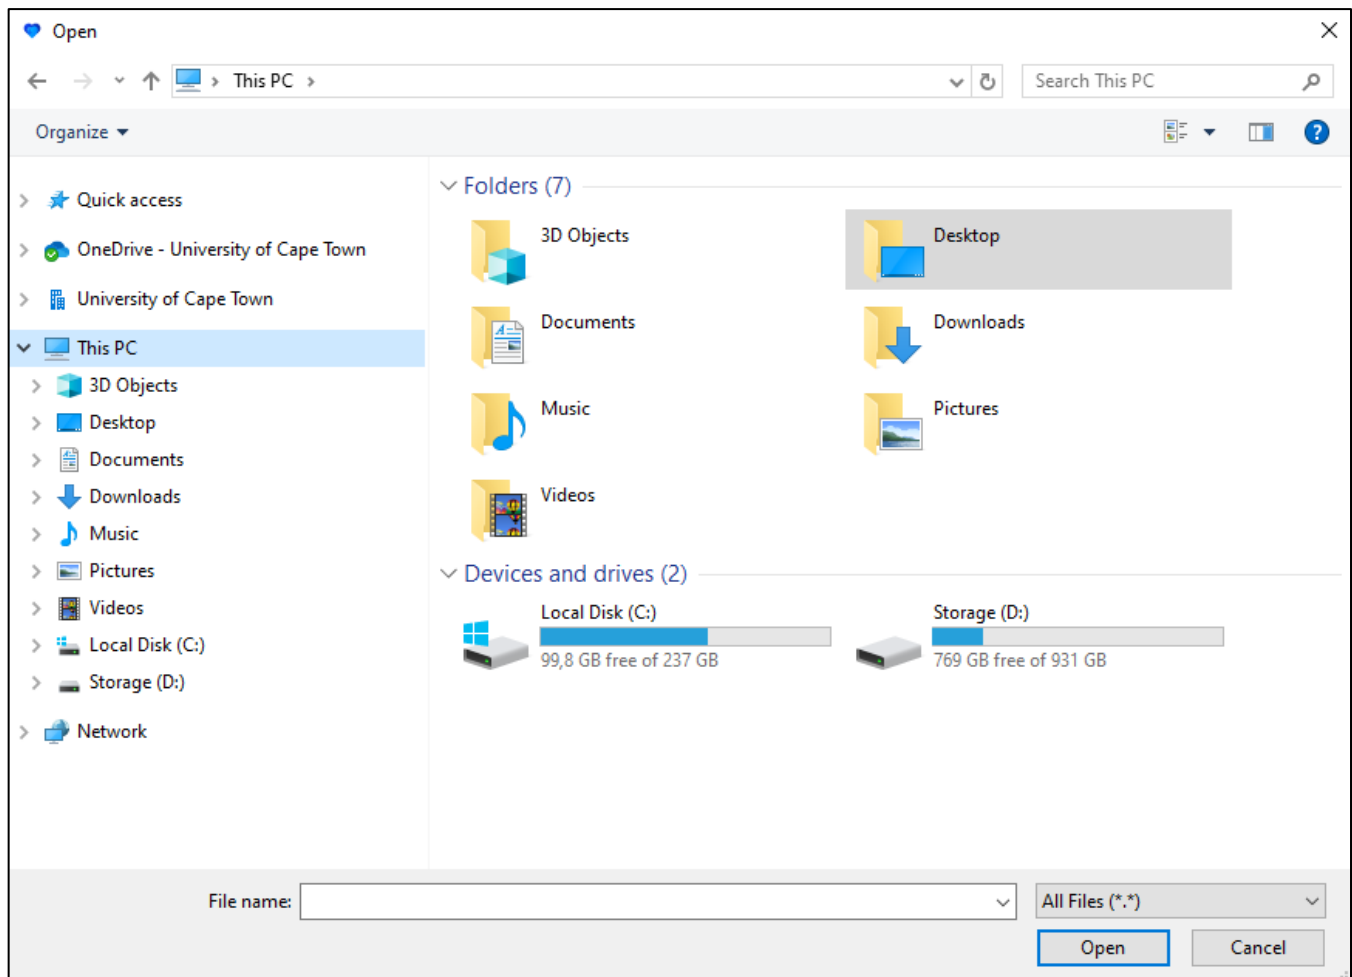 Open
This PC
Search This PC
Organize
Quick access
OneDrive - University of Cape Town
University of Cape Town
This PC
3D Objects
Desktop
Documents
Downloads
Music
Pictures
Videos
Local Disk (C:)
Storage (D:)
Network
Folders (7)
3D Objects
Desktop
Documents
Downloads
Music
Pictures
Videos
Devices and drives (2)
Local Disk (C:)
99,8 GB free of 237 GB
Storage (D:)
769 GB free of 931 GB
File name:
All Files (*.*)
Open
Cancel